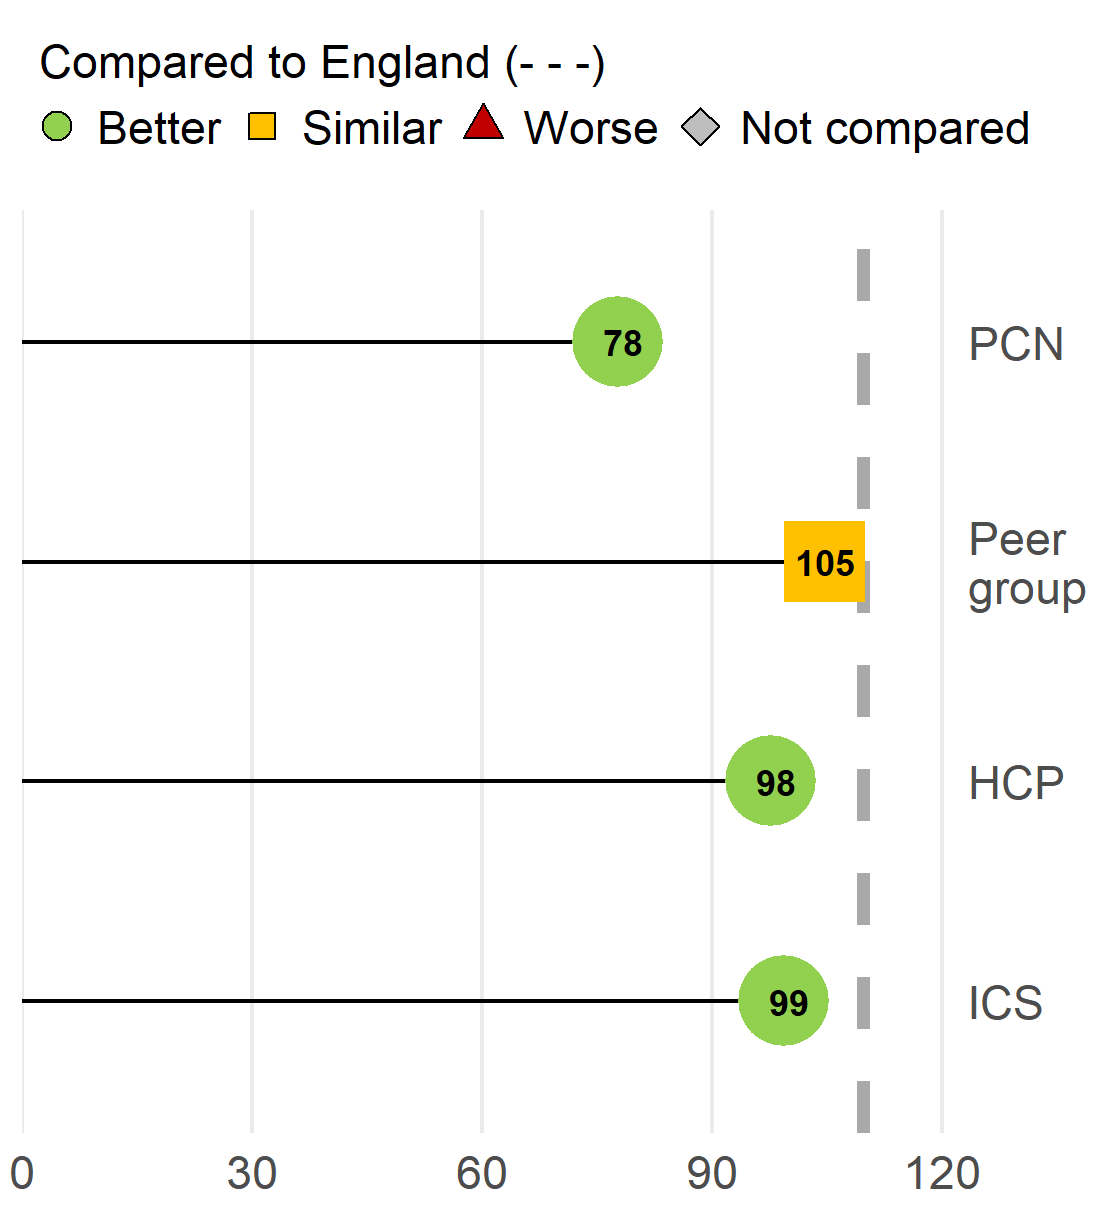 Compared to England (- - -)
Better Similar Worse Not compared
78 PCN
Peer
105
group
98 HCP
99 ICS
0 30 60 90 120